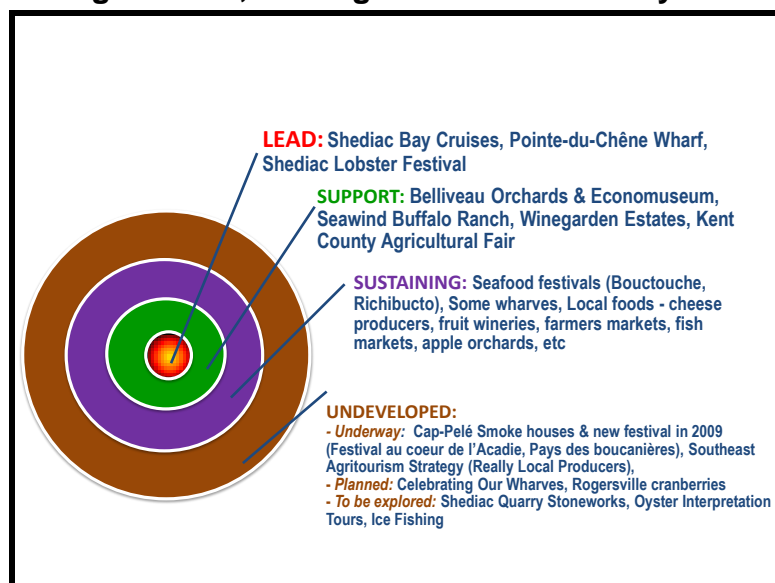 LEAD: Shediac Bay Cruises, Pointe-du-Chêne Wharf,
Shediac Lobster Festival
SUPPORT: Belliveau Orchards & Economuseum,
Seawind Buffalo Ranch, Winegarden Estates, Kent
County Agricultural Fair
SUSTAINING: Seafood festivals (Bouctouche,
Richibucto), Some wharves, Local foods - cheese
producers, fruit wineries, farmers markets, fish
markets, apple orchards, etc
UNDEVELOPED:
- Underway: Cap-Pelé Smoke houses & new festival in 2009
(Festival au coeur de l’Acadie, Pays des boucanières), Southeast
Agritourism Strategy (Really Local Producers),
- Planned: Celebrating Our Wharves, Rogersville cranberries
- To be explored: Shediac Quarry Stoneworks, Oyster Interpretation
Tours, Ice Fishing